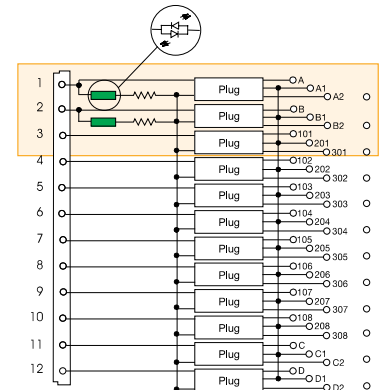 1 Plug A A1 A2
2 Plug B B1 B2
3 Plug 101 201 301
4 Plug 102 202 302
5 Plug 103 203 303
6 Plug 104 204 304
7 Plug 105 205 305
8 Plug 106 206 306
9 Plug 107 207 307
10 Plug 108 208 308
11 Plug C C1 C2
12 Plug D D1 D2